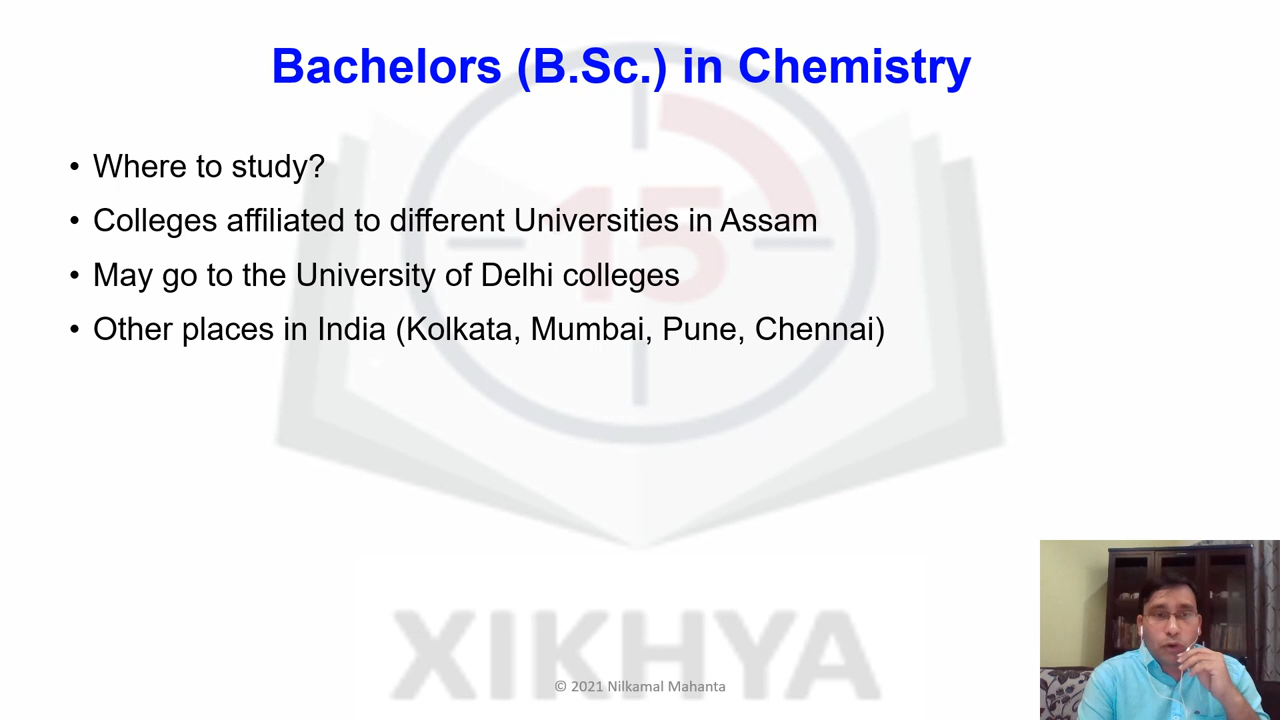 Bachelors (B.Sc.) in Chemistry
• Where to study?
• Colleges affiliated to different Universities in Assam
• May go to the University of Delhi colleges
• Other places in India (Kolkata, Mumbai, Pune, Chennai)
15
XIKHYA
© 2021 Nilkamal Mahanta